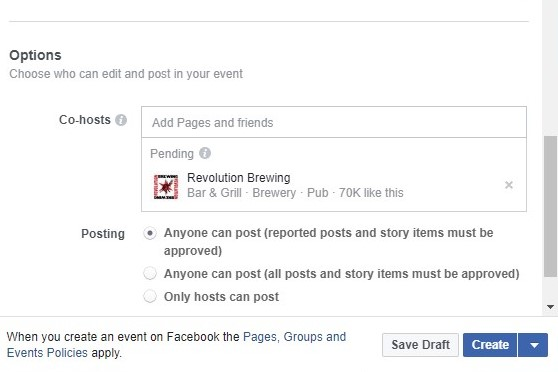 Options
Choose who can edit and post in your event
Co-hosts
Add Pages and friends
Pending
Revolution Brewing
Bar & Grill · Brewery · Pub · 70K like this
Posting
Anyone can post (reported posts and story items must be
approved)
Anyone can post (all posts and story items must be approved)
Only hosts can post
When you create an event on Facebook the Pages, Groups and
Events Policies apply.
Save Draft
Create